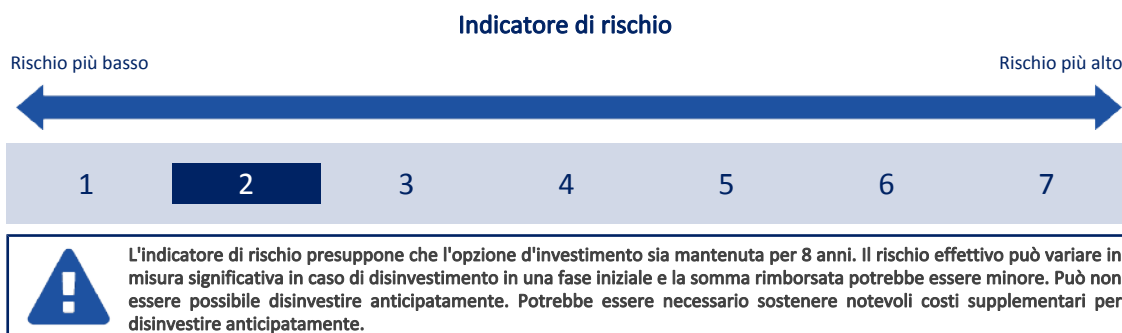 Indicatore di rischio
Rischio più basso
Rischio più alto
1 2 3 4 5 6 7
L'indicatore di rischio presuppone che l'opzione d'investimento sia mantenuta per 8 anni. Il rischio effettivo può variare in
misura significativa in caso di disinvestimento in una fase iniziale e la somma rimborsata potrebbe essere minore. Può non
essere possibile disinvestire anticipatamente. Potrebbe essere necessario sostenere notevoli costi supplementari per
disinvestire anticipatamente.